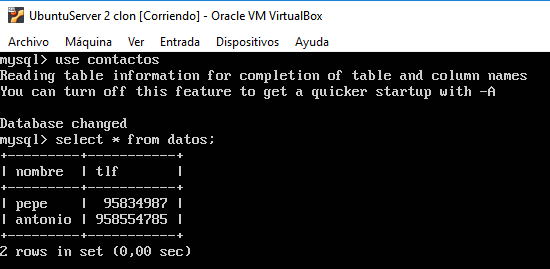 UbuntuServer 2 clon [Corriendo] - Oracle VM VirtualBox
Archivo Máquina Ver Entrada Dispositivos Ayuda
mysql> use contactos
Reading table information for completion of table and column names
You can turn off this feature to get a quicker startup with -A
Database changed
mysql> select * from datos;
+---------+-----------+
| nombre  | tlf       |
+---------+-----------+
| pepe    |  95834987 |
| antonio | 958554785 |
+---------+-----------+
2 rows in set (0,00 sec)